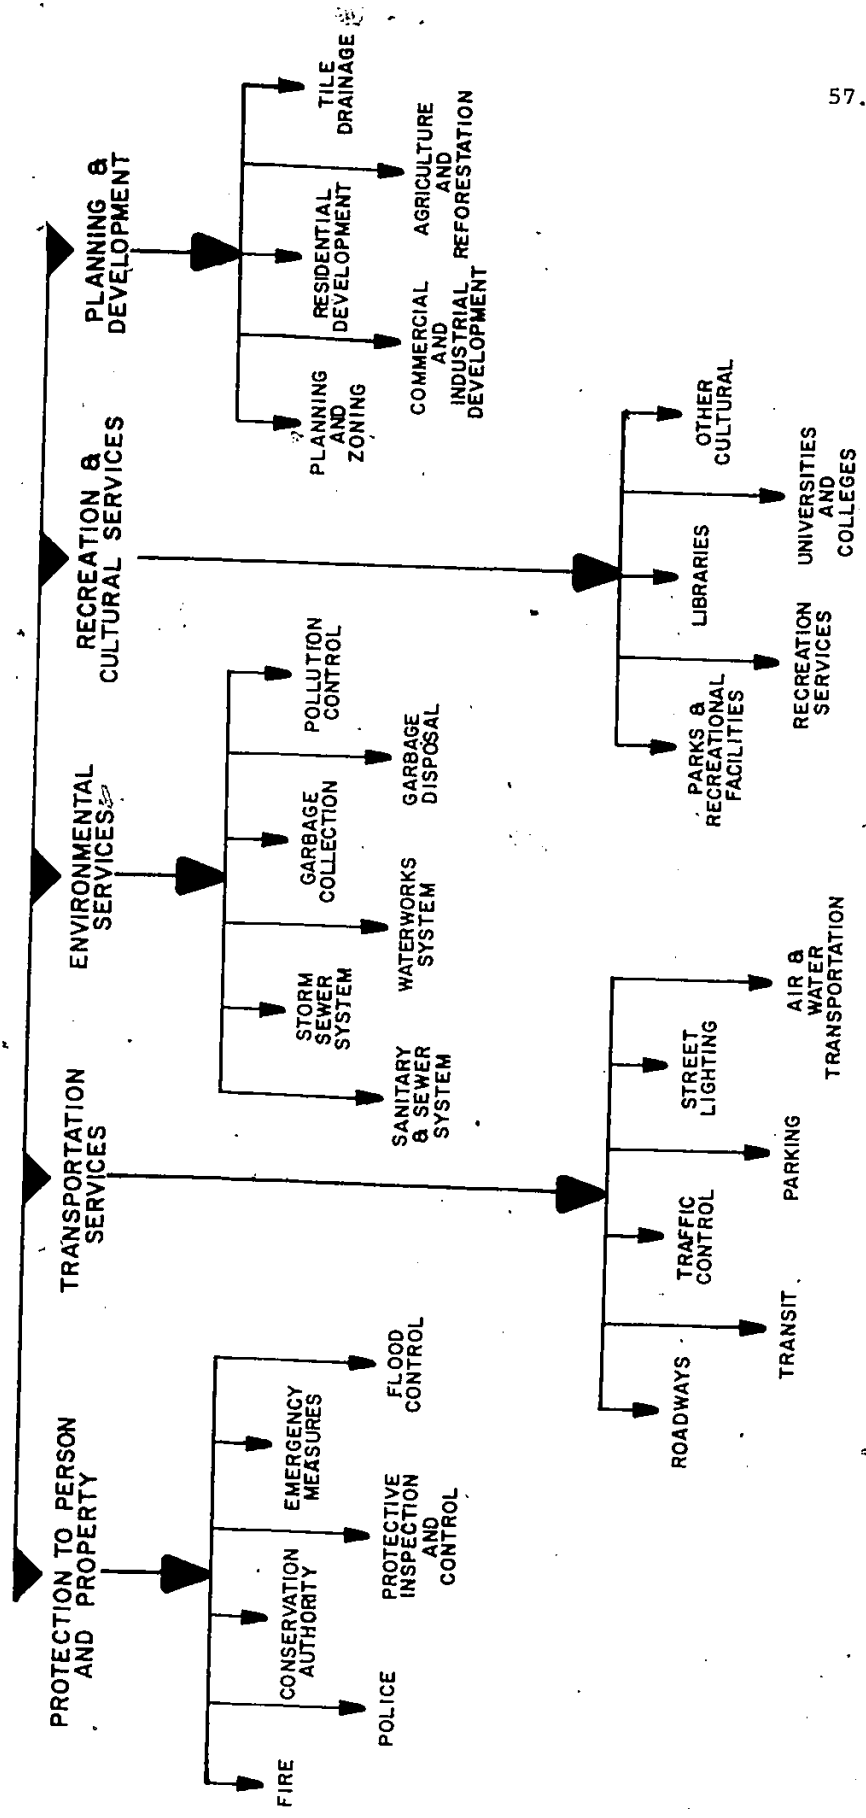 57.
PROTECTION TO PERSON
AND PROPERTY
TRANSPORTATION
SERVICES
ENVIRONMENTAL
SERVICES
RECREATION &
CULTURAL SERVICES
PLANNING &
DEVELOPMENT
FIRE
POLICE
CONSERVATION
AUTHORITY
PROTECTIVE
INSPECTION
AND
CONTROL
EMERGENCY
MEASURES
FLOOD
CONTROL
ROADWAYS
TRANSIT
TRAFFIC
CONTROL
PARKING
STREET
LIGHTING
AIR &
WATER
TRANSPORTATION
SANITARY
& SEWER
SYSTEM
STORM
SEWER
SYSTEM
WATERWORKS
SYSTEM
GARBAGE
COLLECTION
GARBAGE
DISPOSAL
POLLUTION
CONTROL
PARKS &
RECREATIONAL
FACILITIES
RECREATION
SERVICES
LIBRARIES
UNIVERSITIES
AND
COLLEGES
OTHER
CULTURAL
PLANNING
AND
ZONING
COMMERCIAL
AND
INDUSTRIAL
DEVELOPMENT
RESIDENTIAL
DEVELOPMENT
AGRICULTURE
AND
REFORESTATION
TILE
DRAINAGE